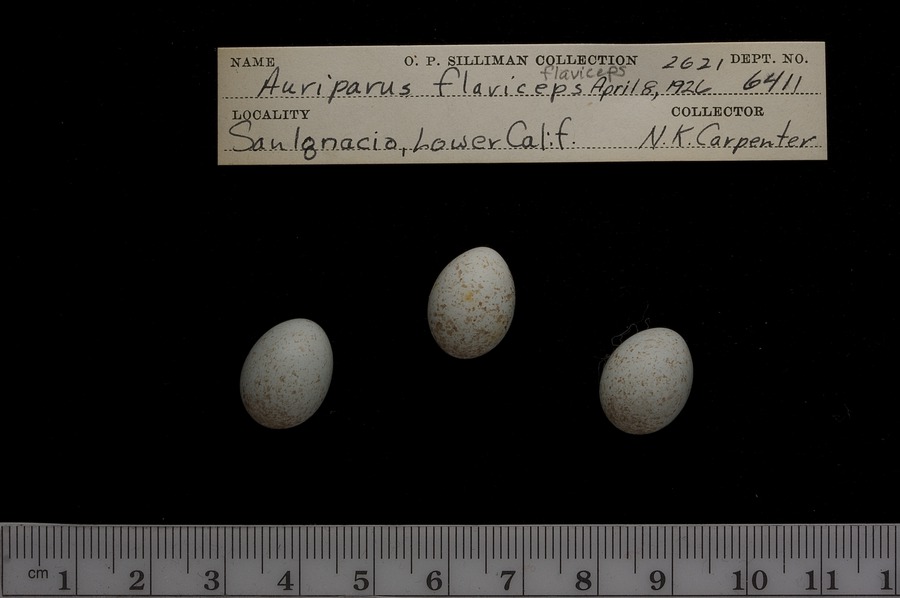 NAME O. P. SILLIMAN COLLECTION 2621 DEPT. NO.
flaviceps
Auriparus flaviceps April 8, 1926 6411
LOCALITY COLLECTOR
San Ignacio, Lower Calif. N.K. Carpenter
cm 1 2 3 4 5 6 7 8 9 10 11 1